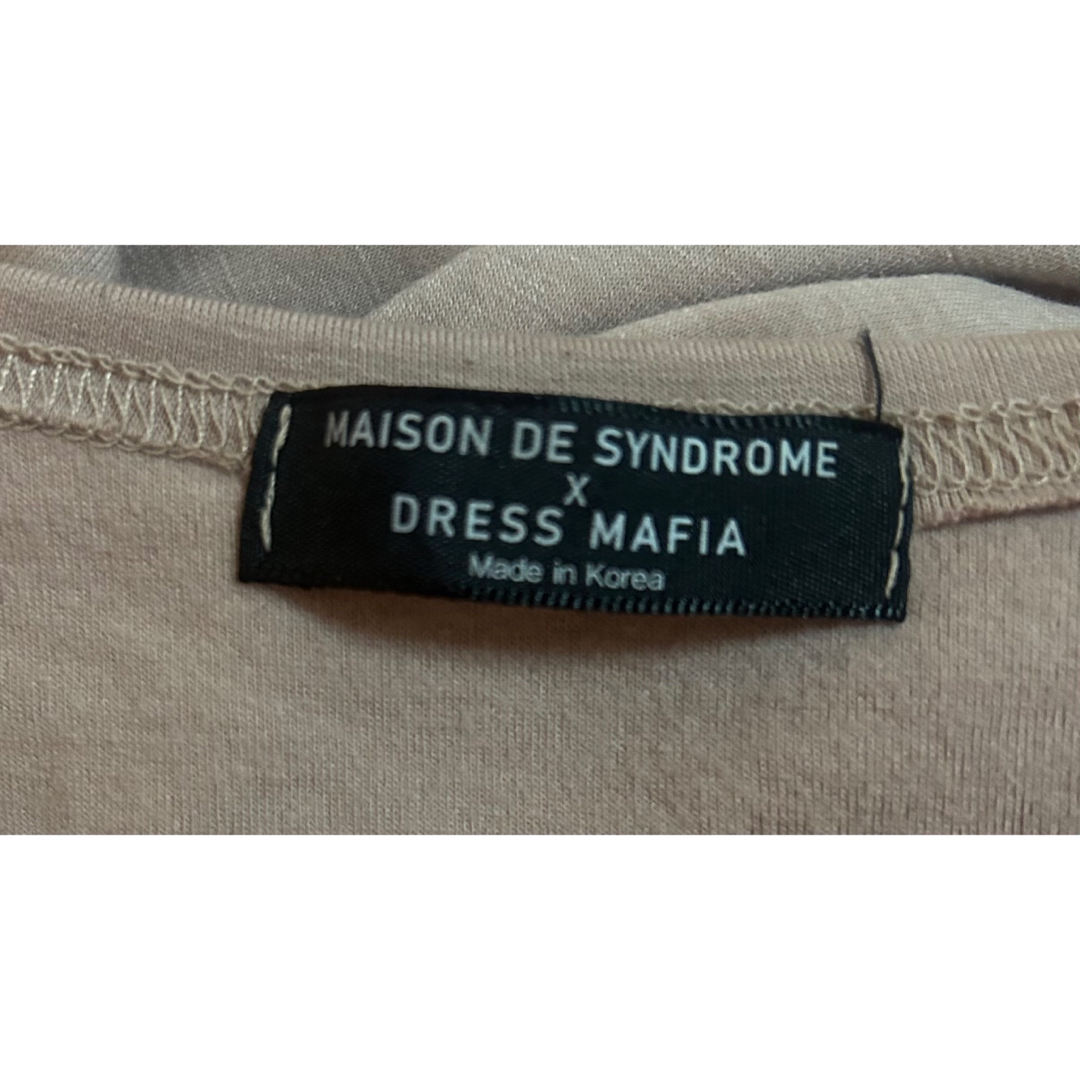 MAISON DE SYNDROME
X
DRESS MAFIA
Made in Korea